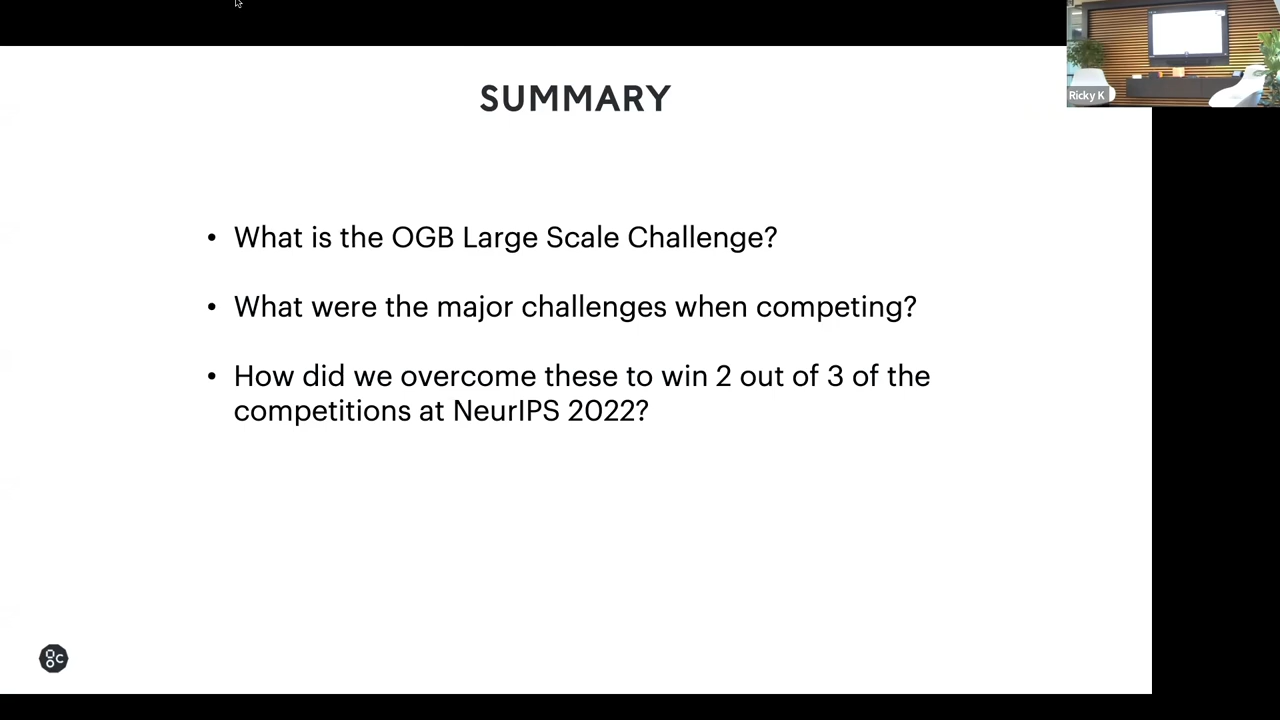 SUMMARY
Ricky K
• What is the OGB Large Scale Challenge?
• What were the major challenges when competing?
• How did we overcome these to win 2 out of 3 of the
competitions at NeurIPS 2022?